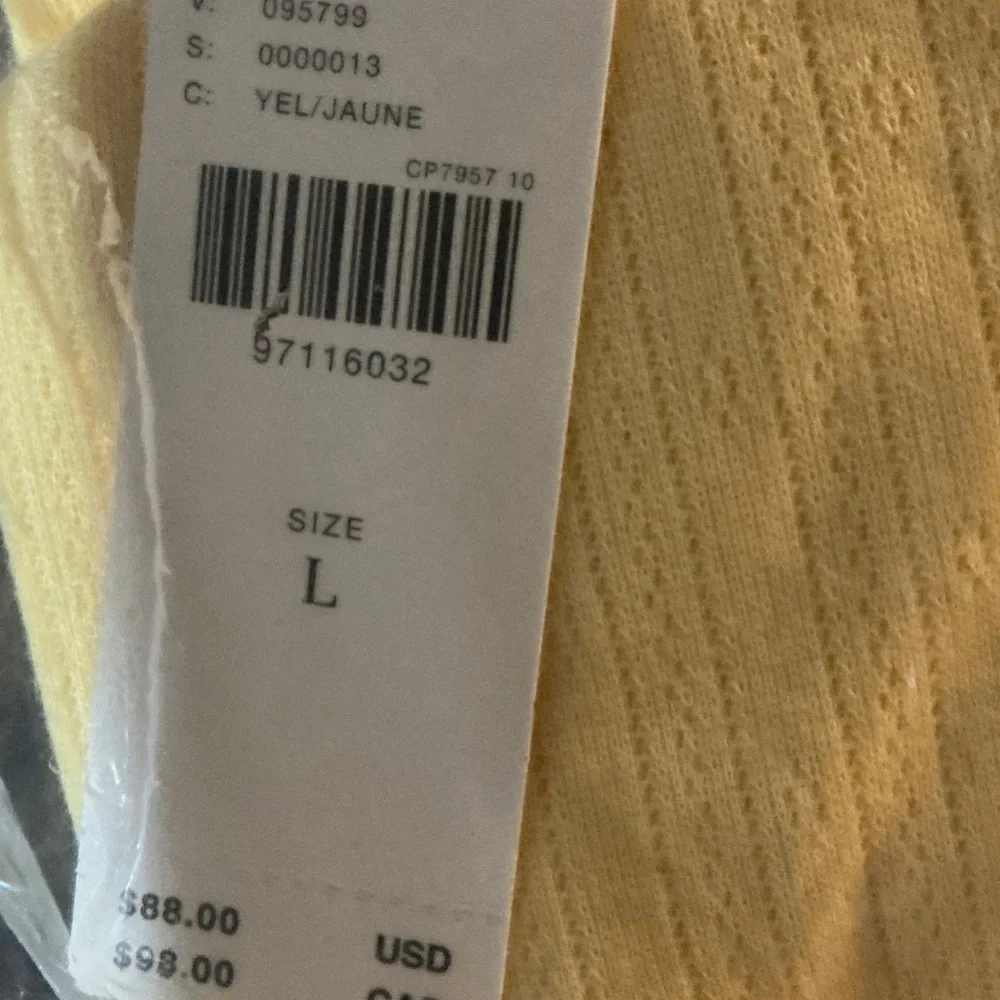 V: 095799
S: 0000013
C: YEL/JAUNE
CP7957 10
97116032
SIZE
L
$88.00 USD
$98.00